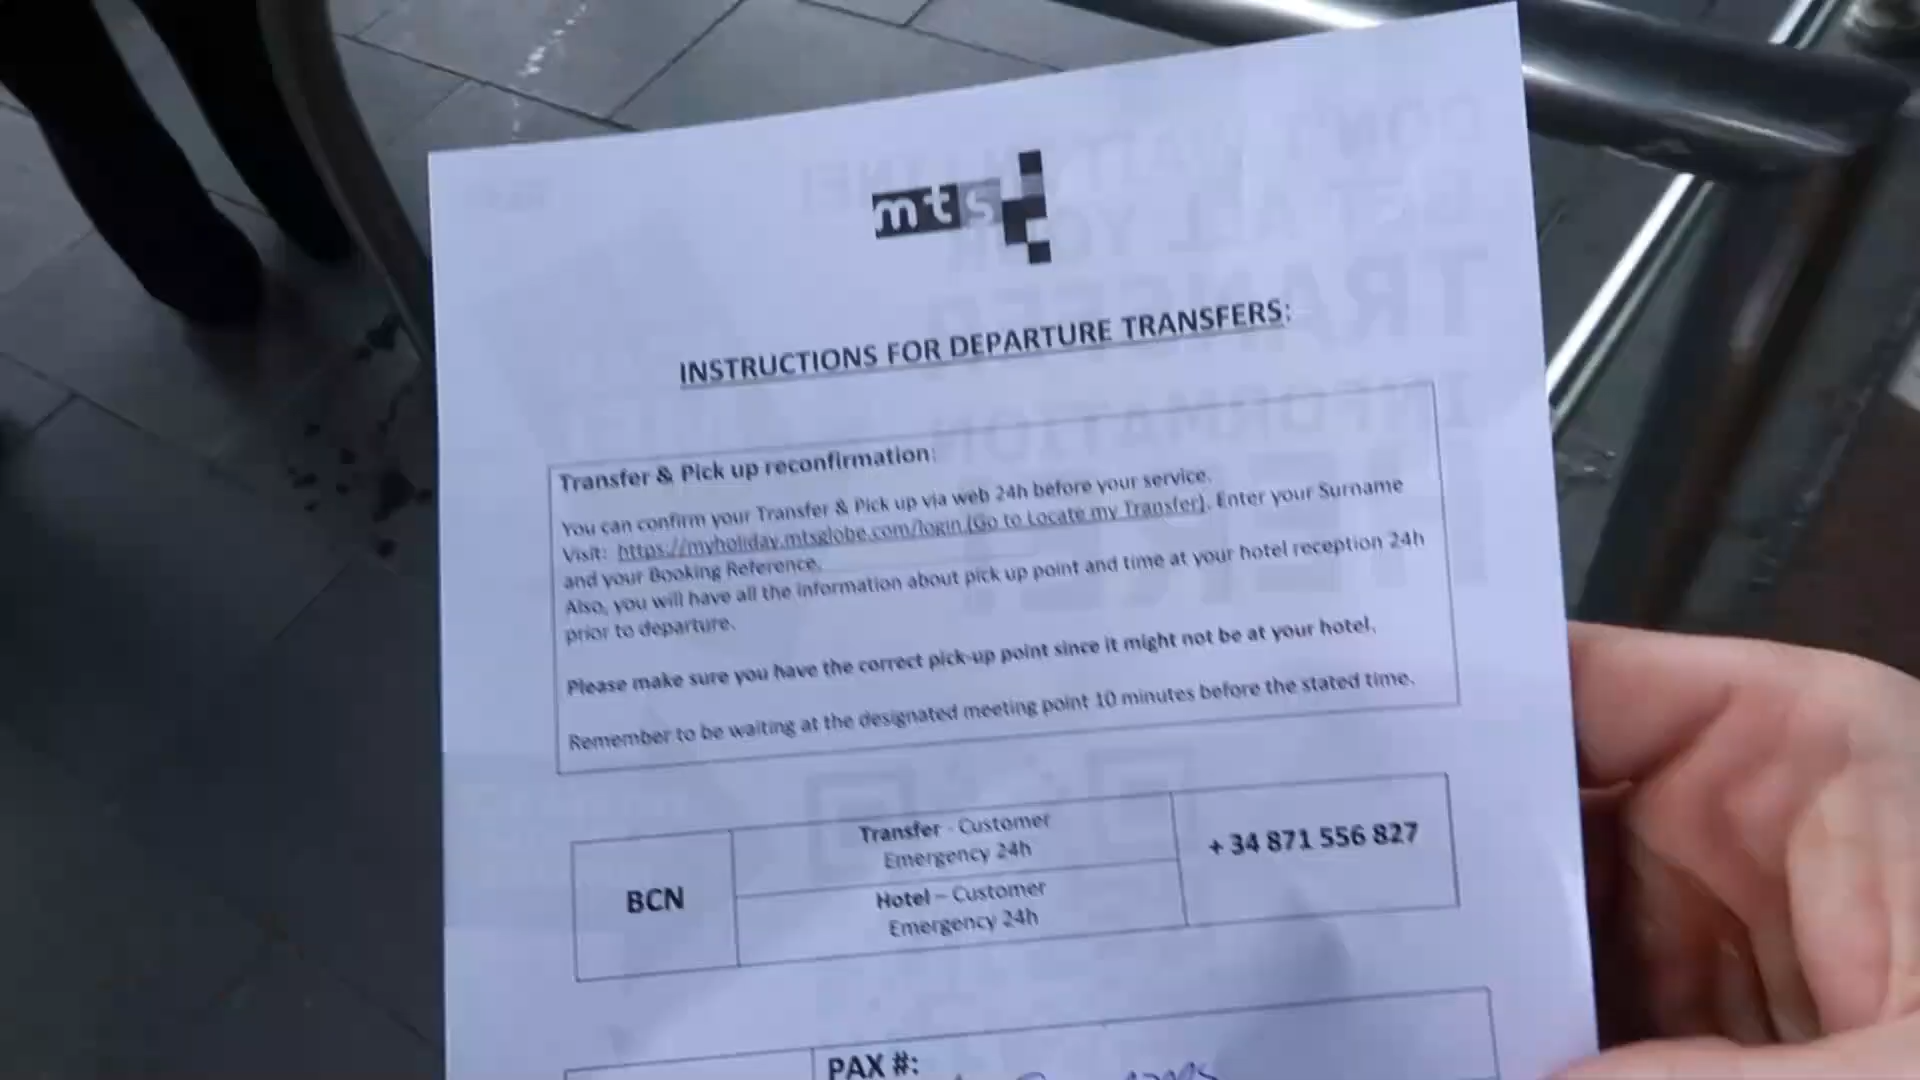 mts
INSTRUCTIONS FOR DEPARTURE TRANSFERS:
Transfer & Pick up reconfirmation:
You can confirm your Transfer & Pick up via web 24h before your service.
Visit: https://myholiday.mtsglobe.com/login (Go to Locate my Transfer). Enter your Surname
and your Booking Reference.
Also, you will have all the information about pick up point and time at your hotel reception 24h
prior to departure.
Please make sure you have the correct pick-up point since it might not be at your hotel.
Remember to be waiting at the designated meeting point 10 minutes before the stated time.
BCN
Transfer - Customer
Emergency 24h
Hotel – Customer
Emergency 24h
+ 34 871 556 827
PAX #: